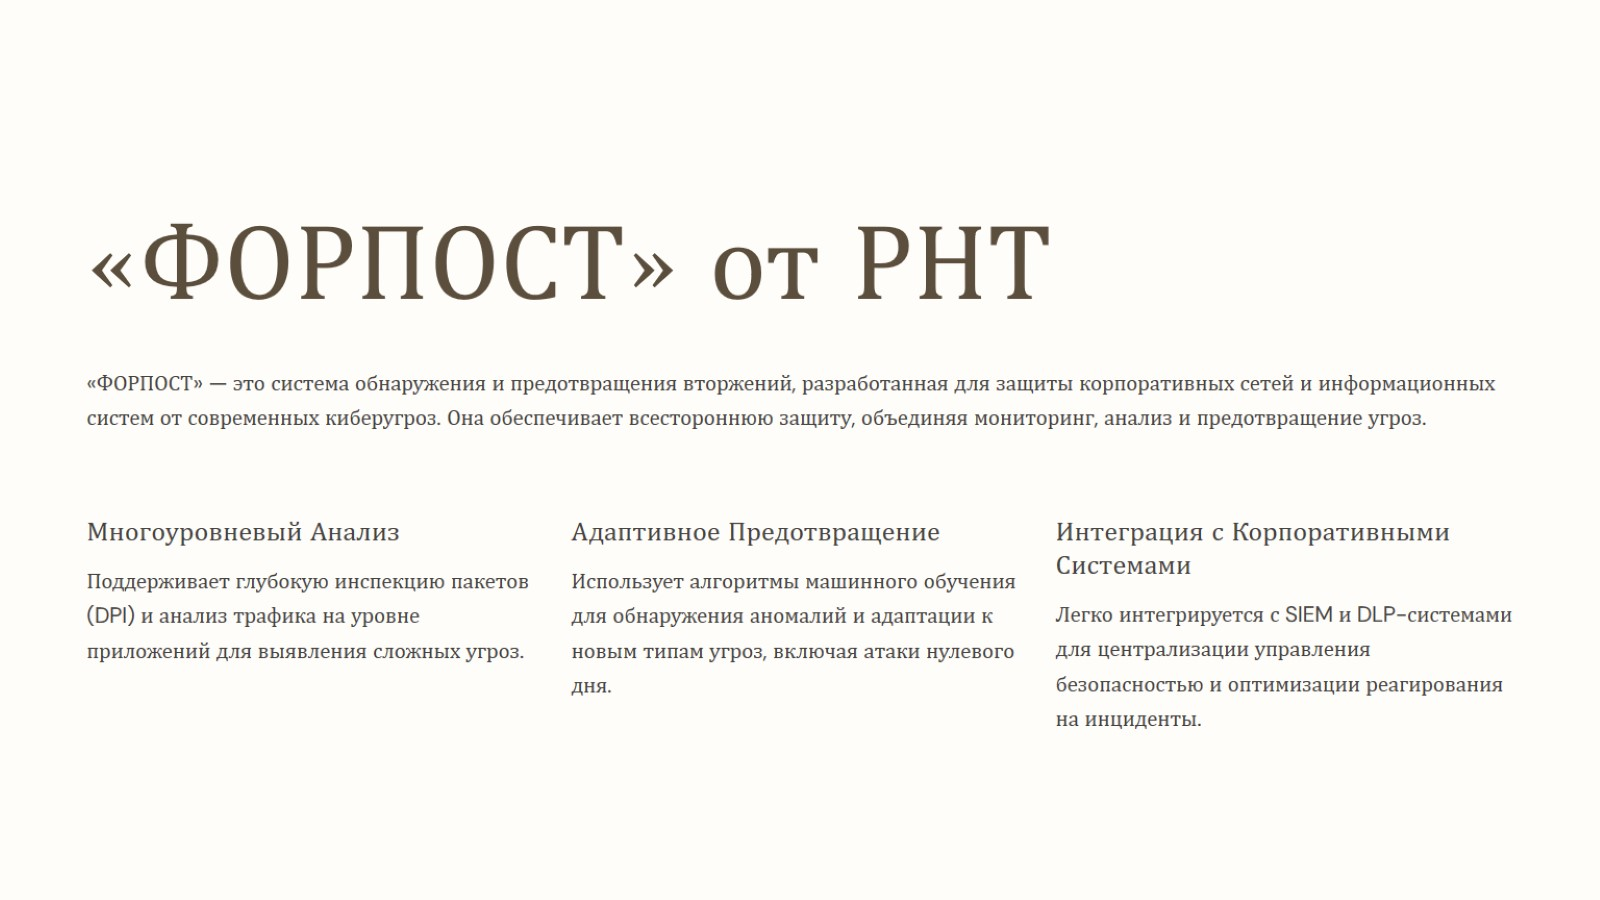 «ФОРПОСТ» от РНТ
«ФОРПОСТ» — это система обнаружения и предотвращения вторжений, разработанная для защиты корпоративных сетей и информационных
систем от современных киберугроз. Она обеспечивает всестороннюю защиту, объединяя мониторинг, анализ и предотвращение угроз.
Многоуровневый Анализ
Поддерживает глубокую инспекцию пакетов
(DPI) и анализ трафика на уровне
приложений для выявления сложных угроз.
Адаптивное Предотвращение
Использует алгоритмы машинного обучения
для обнаружения аномалий и адаптации к
новым типам угроз, включая атаки нулевого
дня.
Интеграция с Корпоративными
Системами
Легко интегрируется с SIEM и DLP-системами
для централизации управления
безопасностью и оптимизации реагирования
на инциденты.